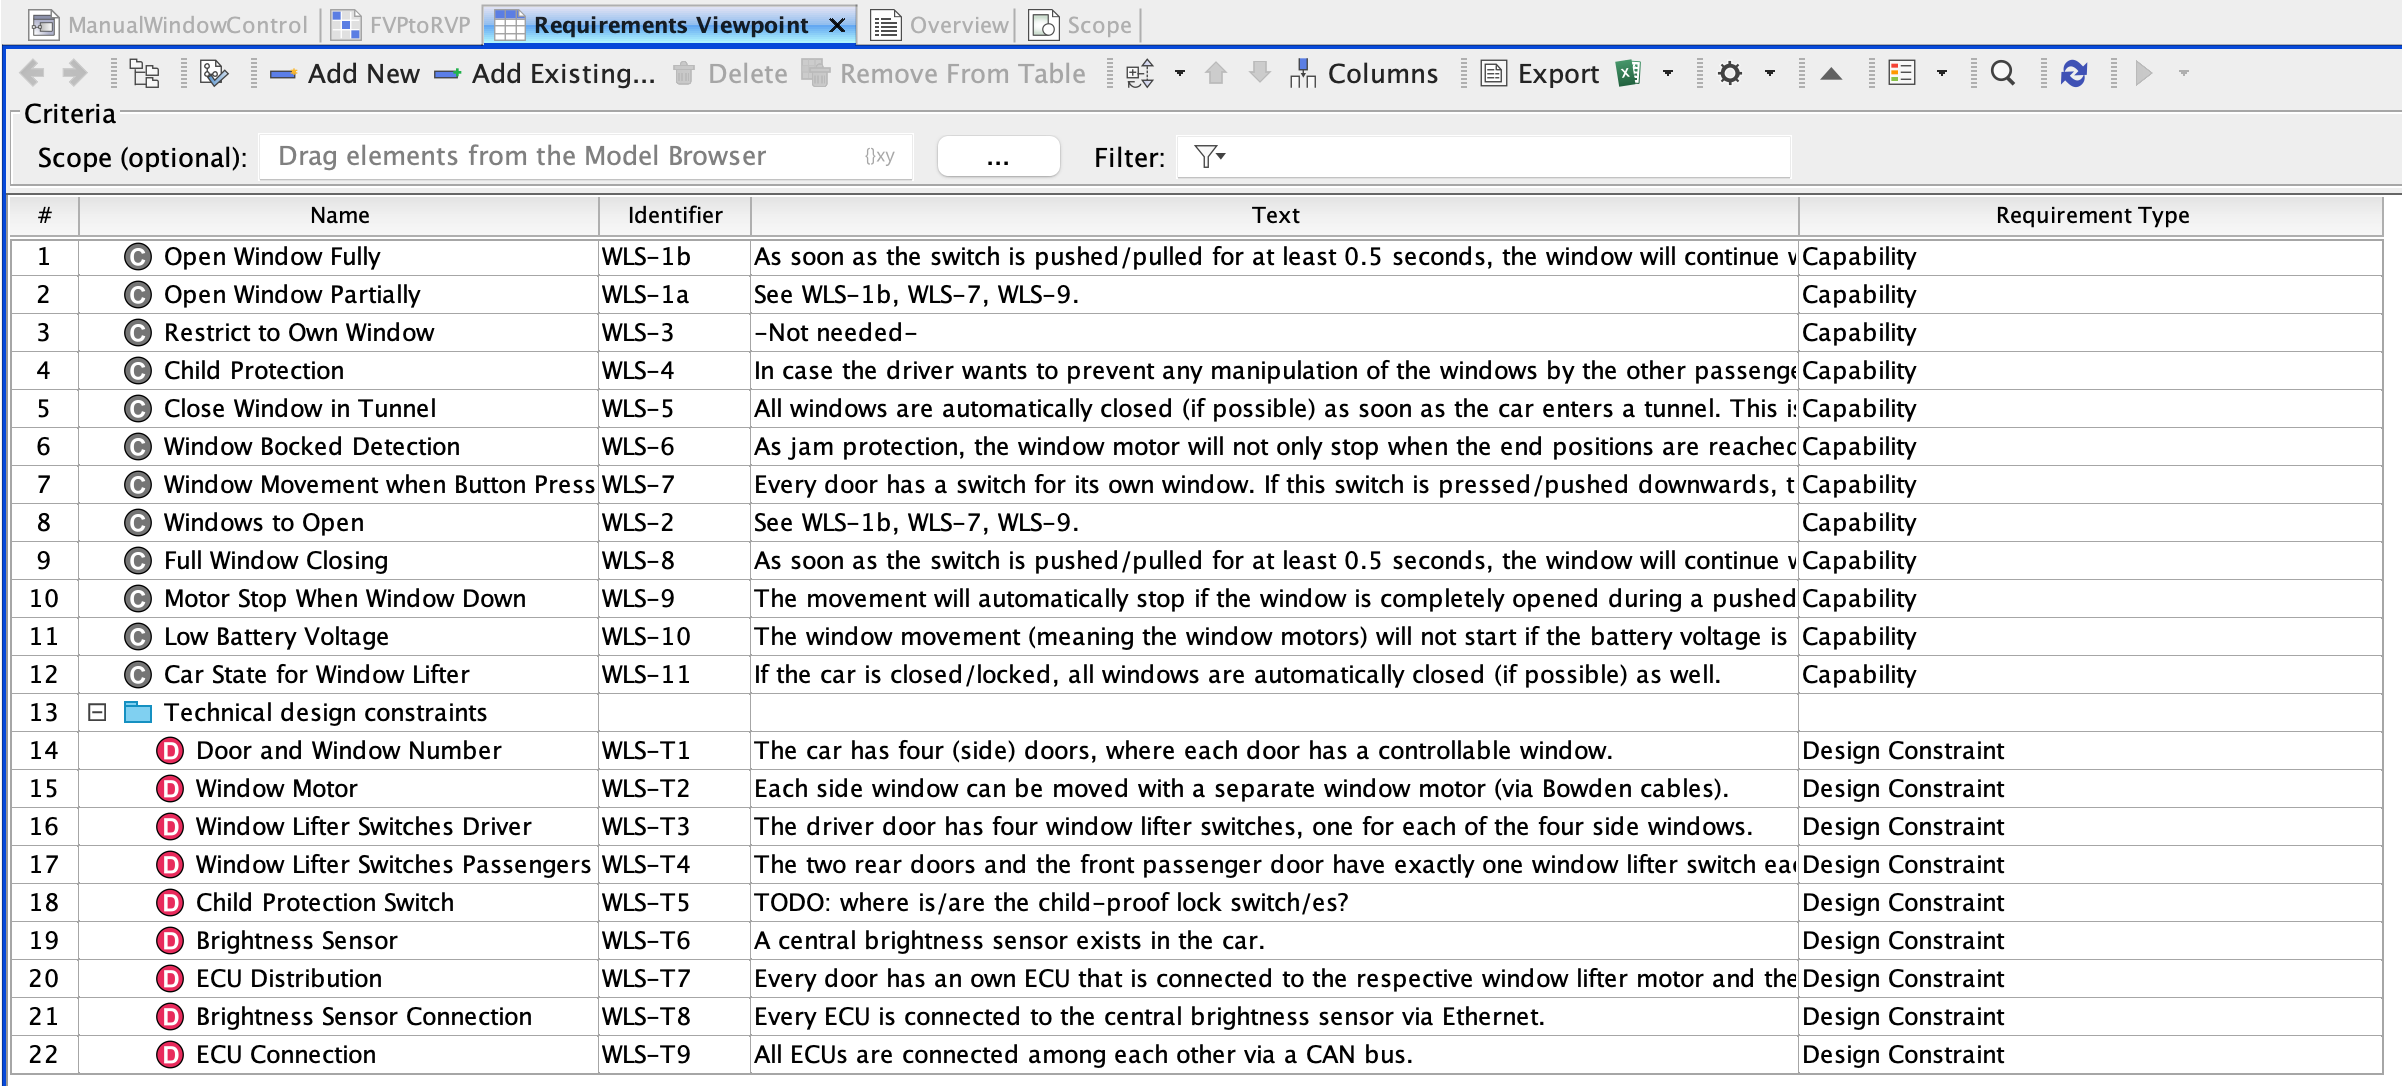 ManualWindowControl FVPtoRVP Requirements Viewpoint Overview Scope
Add New Add Existing... Delete Remove From Table Columns Export
Criteria
Scope (optional): Drag elements from the Model Browser {}xy ... Filter:
# Name Identifier Text Requirement Type
1 C Open Window Fully WLS-1b As soon as the switch is pushed/pulled for at least 0.5 seconds, the window will continue Capability
2 C Open Window Partially WLS-1a See WLS-1b, WLS-7, WLS-9. Capability
3 C Restrict to Own Window WLS-3 -Not needed- Capability
4 C Child Protection WLS-4 In case the driver wants to prevent any manipulation of the windows by the other passenge Capability
5 C Close Window in Tunnel WLS-5 All windows are automatically closed (if possible) as soon as the car enters a tunnel. This i Capability
6 C Window Bocked Detection WLS-6 As jam protection, the window motor will not only stop when the end positions are reached Capability
7 C Window Movement when Button Press WLS-7 Every door has a switch for its own window. If this switch is pressed/pushed downwards, t Capability
8 C Windows to Open WLS-2 See WLS-1b, WLS-7, WLS-9. Capability
9 C Full Window Closing WLS-8 As soon as the switch is pushed/pulled for at least 0.5 seconds, the window will continue Capability
10 C Motor Stop When Window Down WLS-9 The movement will automatically stop if the window is completely opened during a pushed Capability
11 C Low Battery Voltage WLS-10 The window movement (meaning the window motors) will not start if the battery voltage is Capability
12 C Car State for Window Lifter WLS-11 If the car is closed/locked, all windows are automatically closed (if possible) as well. Capability
13 Technical design constraints
14 D Door and Window Number WLS-T1 The car has four (side) doors, where each door has a controllable window. Design Constraint
15 D Window Motor WLS-T2 Each side window can be moved with a separate window motor (via Bowden cables). Design Constraint
16 D Window Lifter Switches Driver WLS-T3 The driver door has four window lifter switches, one for each of the four side windows. Design Constraint
17 D Window Lifter Switches Passengers WLS-T4 The two rear doors and the front passenger door have exactly one window lifter switch eac Design Constraint
18 D Child Protection Switch WLS-T5 TODO: where is/are the child-proof lock switch/es? Design Constraint
19 D Brightness Sensor WLS-T6 A central brightness sensor exists in the car. Design Constraint
20 D ECU Distribution WLS-T7 Every door has an own ECU that is connected to the respective window lifter motor and the Design Constraint
21 D Brightness Sensor Connection WLS-T8 Every ECU is connected to the central brightness sensor via Ethernet. Design Constraint
22 D ECU Connection WLS-T9 All ECUs are connected among each other via a CAN bus. Design Constraint